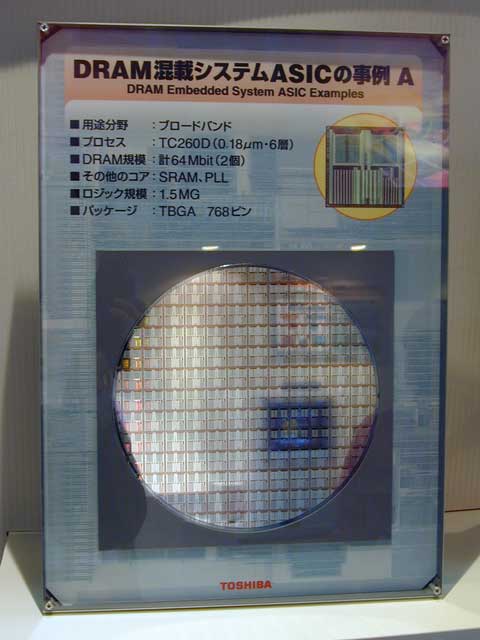 DRAM混載システムASICの事例 A
DRAM Embedded System ASIC Examples
■ 用途分野 : ブロードバンド
■ プロセス : TC260D (0.18μm・6層)
■ DRAM規模 : 計64Mbit (2個)
■ その他のコア : SRAM、PLL
■ ロジック規模 : 1.5MG
■ パッケージ : TBGA 768ピン
TOSHIBA